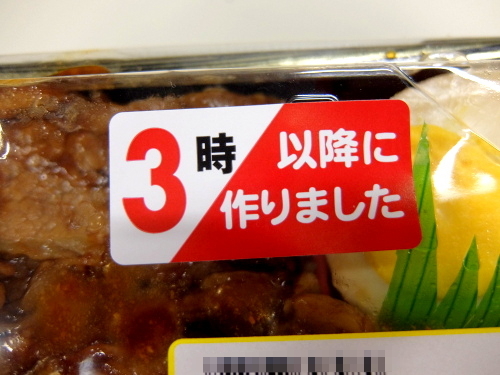 3時
以降に
作りました